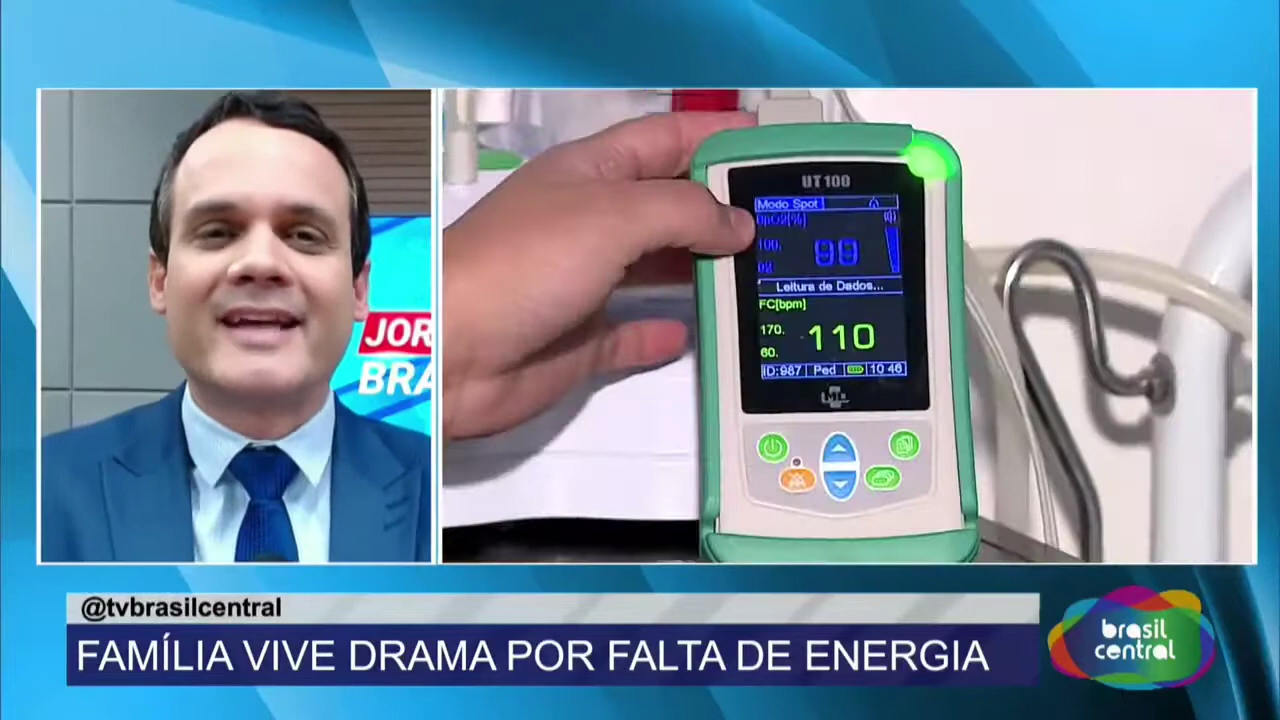 JOR
BRA
UT 100
Modo Spot
SpO2[%]
100.
99
Leitura de Dados...
FC[bpm]
170.
110
60.
ID:987 Ped 10 46
@tvbrasilcentral
FAMÍLIA VIVE DRAMA POR FALTA DE ENERGIA
brasil
central